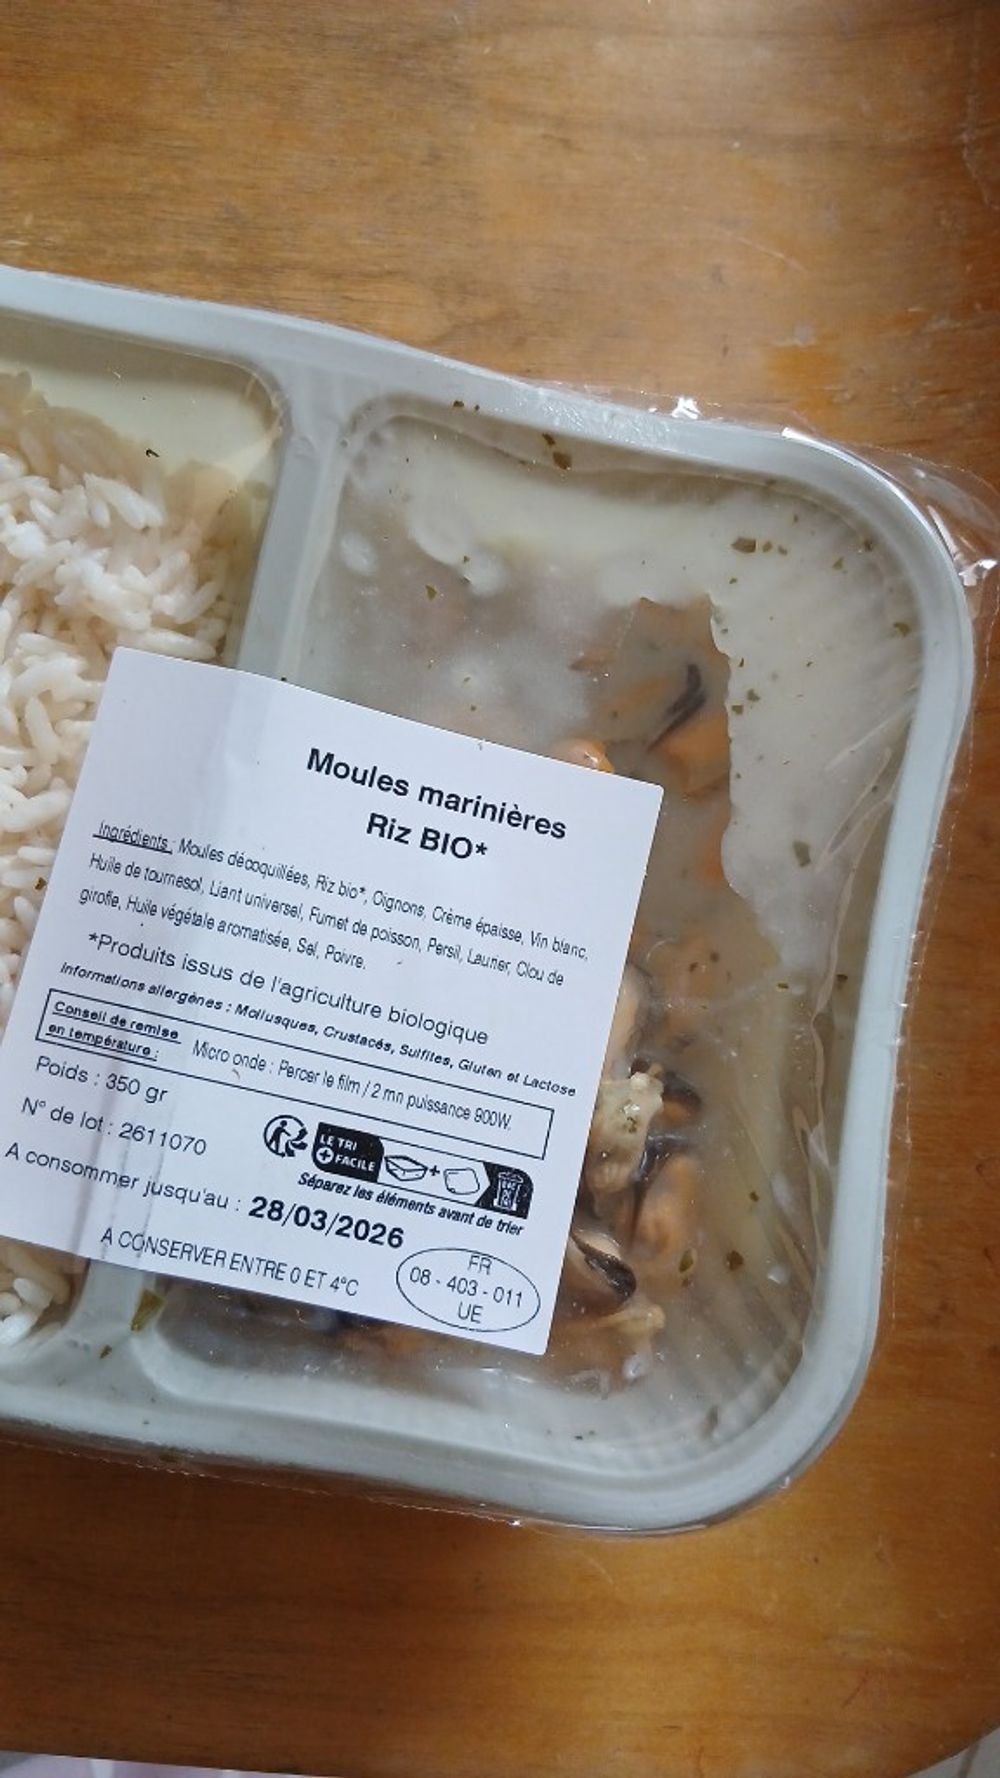 Moules marinières
Riz BIO*
Ingrédients : Moules décoquillées, Riz bio*, Oignons, Crème épaisse, Vin blanc,
Huile de tournesol, Liant universel, Fumet de poisson, Persil, Laurier, Clou de
girofle, Huile végétale aromatisée, Sel, Poivre.
*Produits issus de l'agriculture biologique
Informations allergènes : Mollusques, Crustacés, Sulfites, Gluten et Lactose
Conseil de remise
en température :
Micro onde : Percer le film / 2 mn puissance 900W.
Poids : 350 gr
N° de lot : 2611070
LE TRI
+ FACILE
+
Séparez les éléments avant de trier
A consommer jusqu'au : 28/03/2026
A CONSERVER ENTRE 0 ET 4°C
FR
08 - 403 - 011
UE